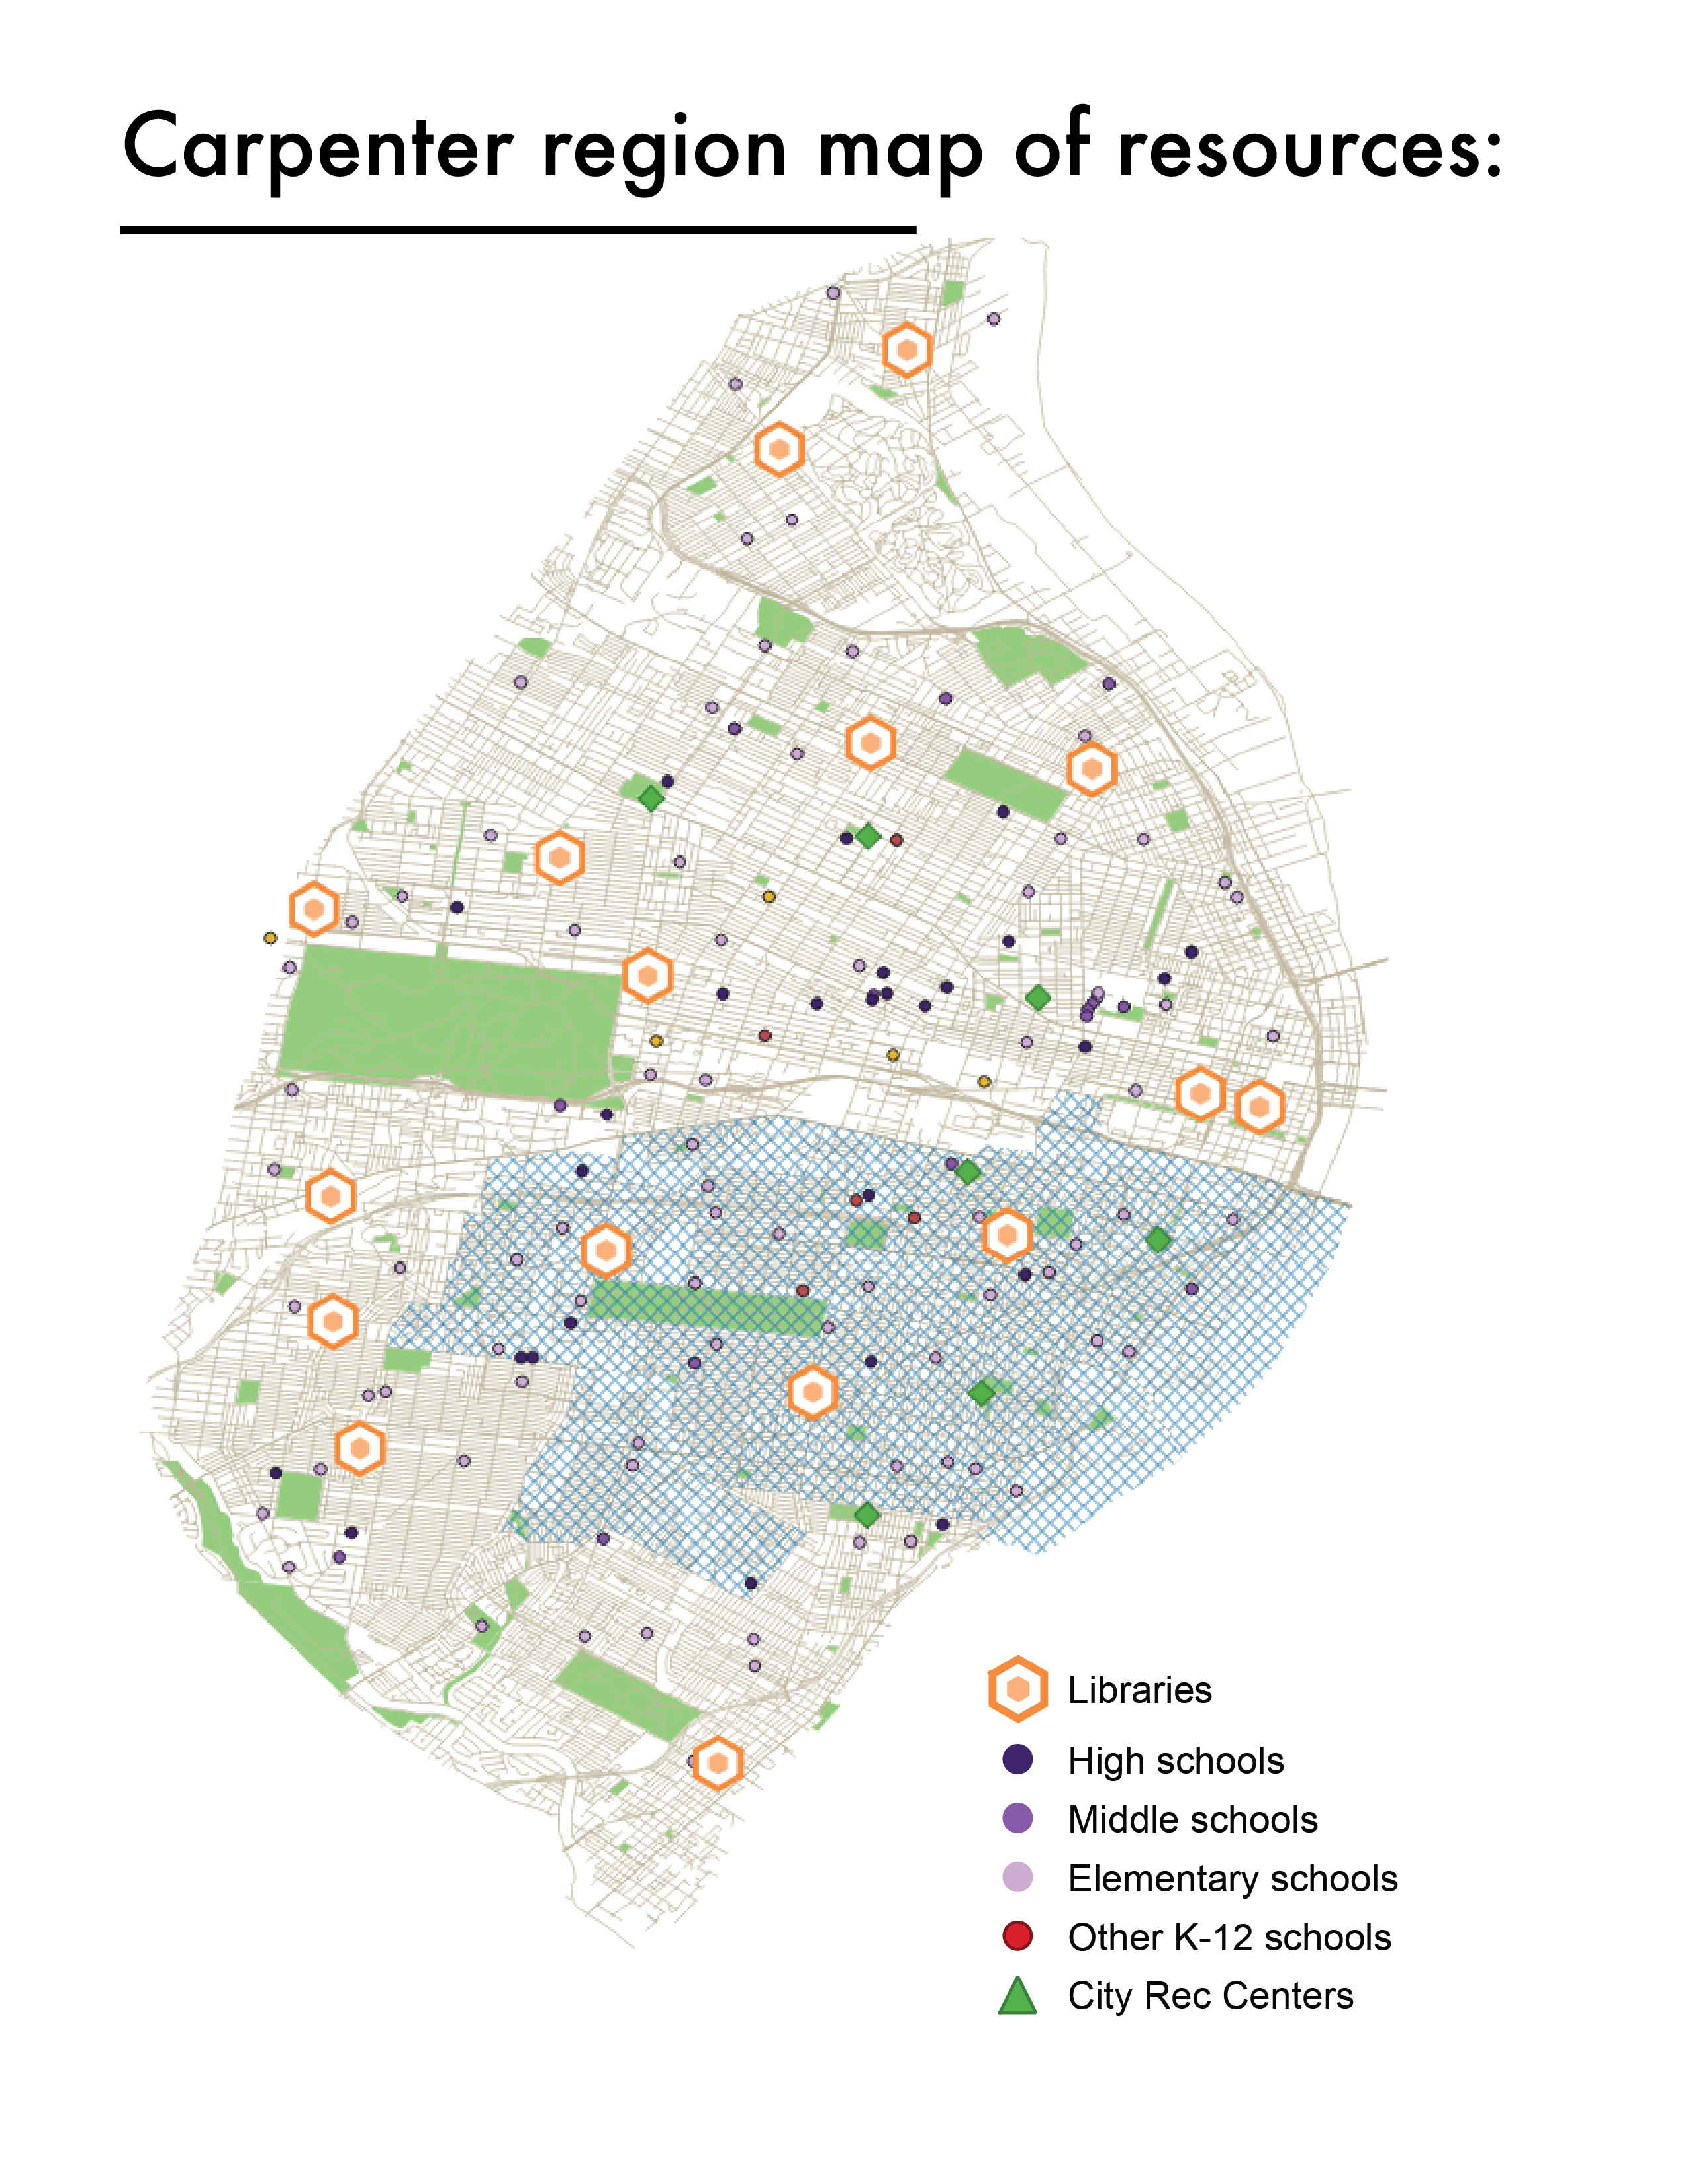 Carpenter region map of resources:
Libraries
High schools
Middle schools
Elementary schools
Other K-12 schools
City Rec Centers